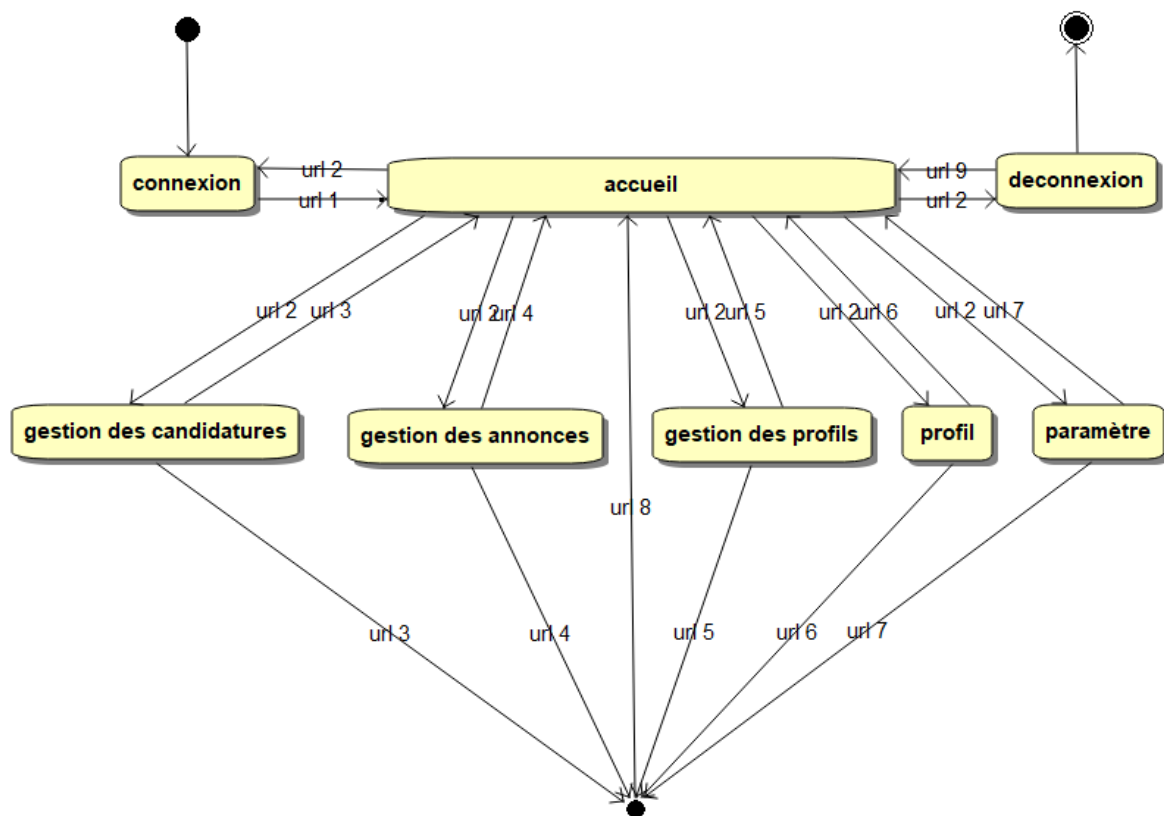 connexion
url 2
url 1
accueil
url 9
url 2
deconnexion
url 2
url 3
url 2
url 4
url 2
url 5
url 2
url 6
url 2
url 7
gestion des candidatures
gestion des annonces
gestion des profils
profil
paramètre
url 8
url 3
url 4
url 5
url 6
url 7